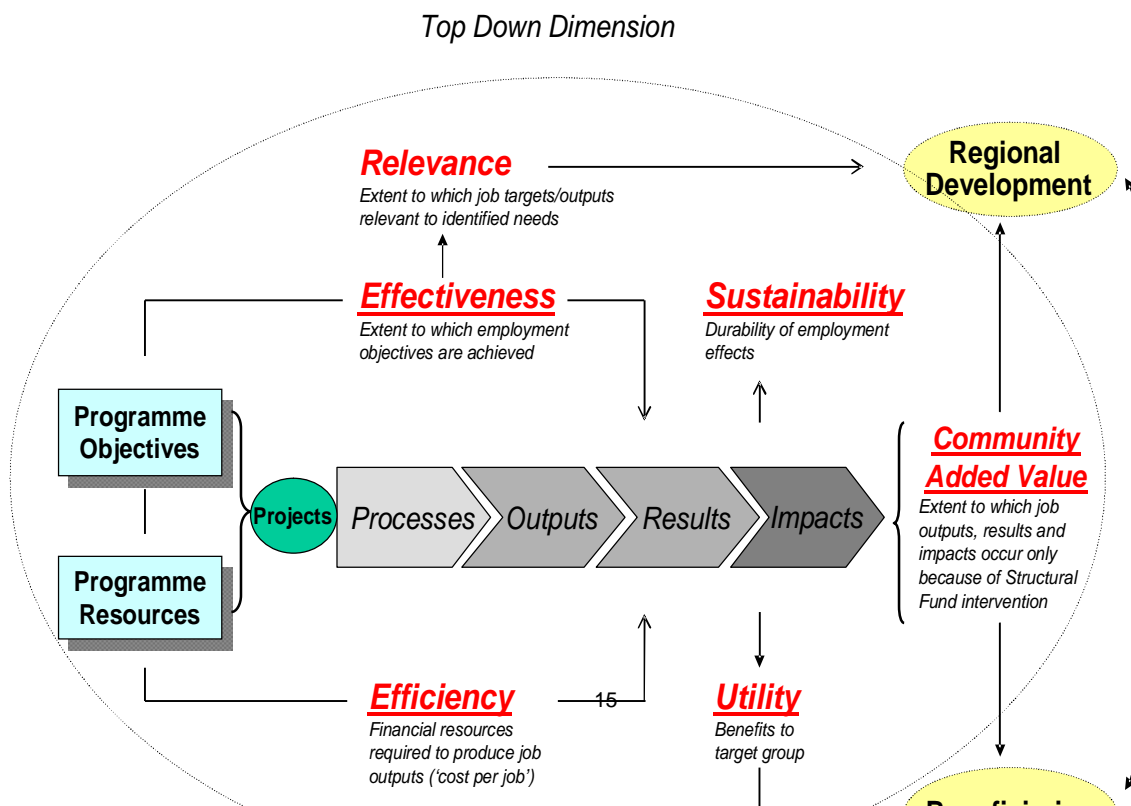 Top Down Dimension
Relevance
Extent to which job targets/outputs
relevant to identified needs
Regional
Development
Effectiveness
Extent to which employment
objectives are achieved
Sustainability
Durability of employment
effects
Programme
Objectives
Community
Added Value
Extent to which job
outputs, results and
impacts occur only
because of Structural
Fund intervention
Projects
Processes
Outputs
Results
Impacts
Programme
Resources
Efficiency
Financial resources
required to produce job
outputs (‘cost per job’)
15
Utility
Benefits to
target group